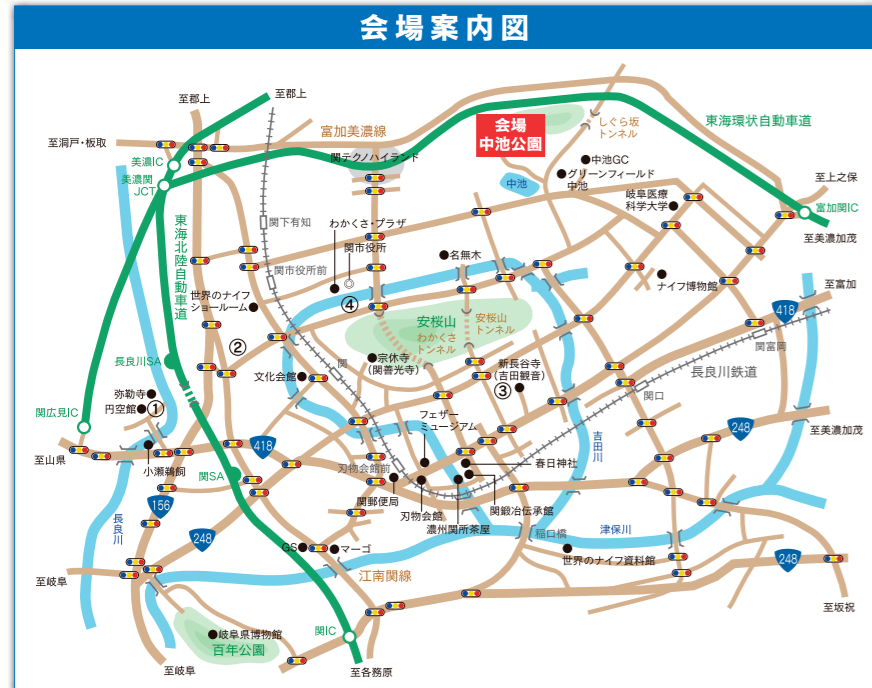 会場案内図
至郡上
至郡上
富加美濃線
会場
中池公園
しぐら坂
トンネル
東海環状自動車道
至洞戸・板取
美濃IC
関テクノハイランド
中池GC
グリーンフィールド
中池
中池
美濃関
JCT
岐阜医療
科学大学
至上之保
富加関IC
至美濃加茂
東海北陸自動車道
関下有知
わかくさ・プラザ
関市役所
関市役所前
名無木
ナイフ博物館
至富加
世界のナイフ
ショールーム
④
418
安桜山
安桜山
トンネル
わかくさ
トンネル
②
長良川SA
関
宗休寺
(関善光寺)
新長谷寺
(吉田観音)
③
関富岡
長良川鉄道
文化会館
関口
弥勒寺
円空館
①
関広見IC
フェザー
ミュージアム
吉田川
248
至美濃加茂
418
至山県
小瀬鵜飼
関SA
刃物会館前
春日神社
関郵便局
刃物会館
関鍛冶伝承館
濃州関所茶屋
156
長良川
248
稲口橋
津保川
GS
マーゴ
世界のナイフ資料館
248
江南関線
至岐阜
至坂祝
岐阜県博物館
百年公園
関IC
至岐阜
至各務原